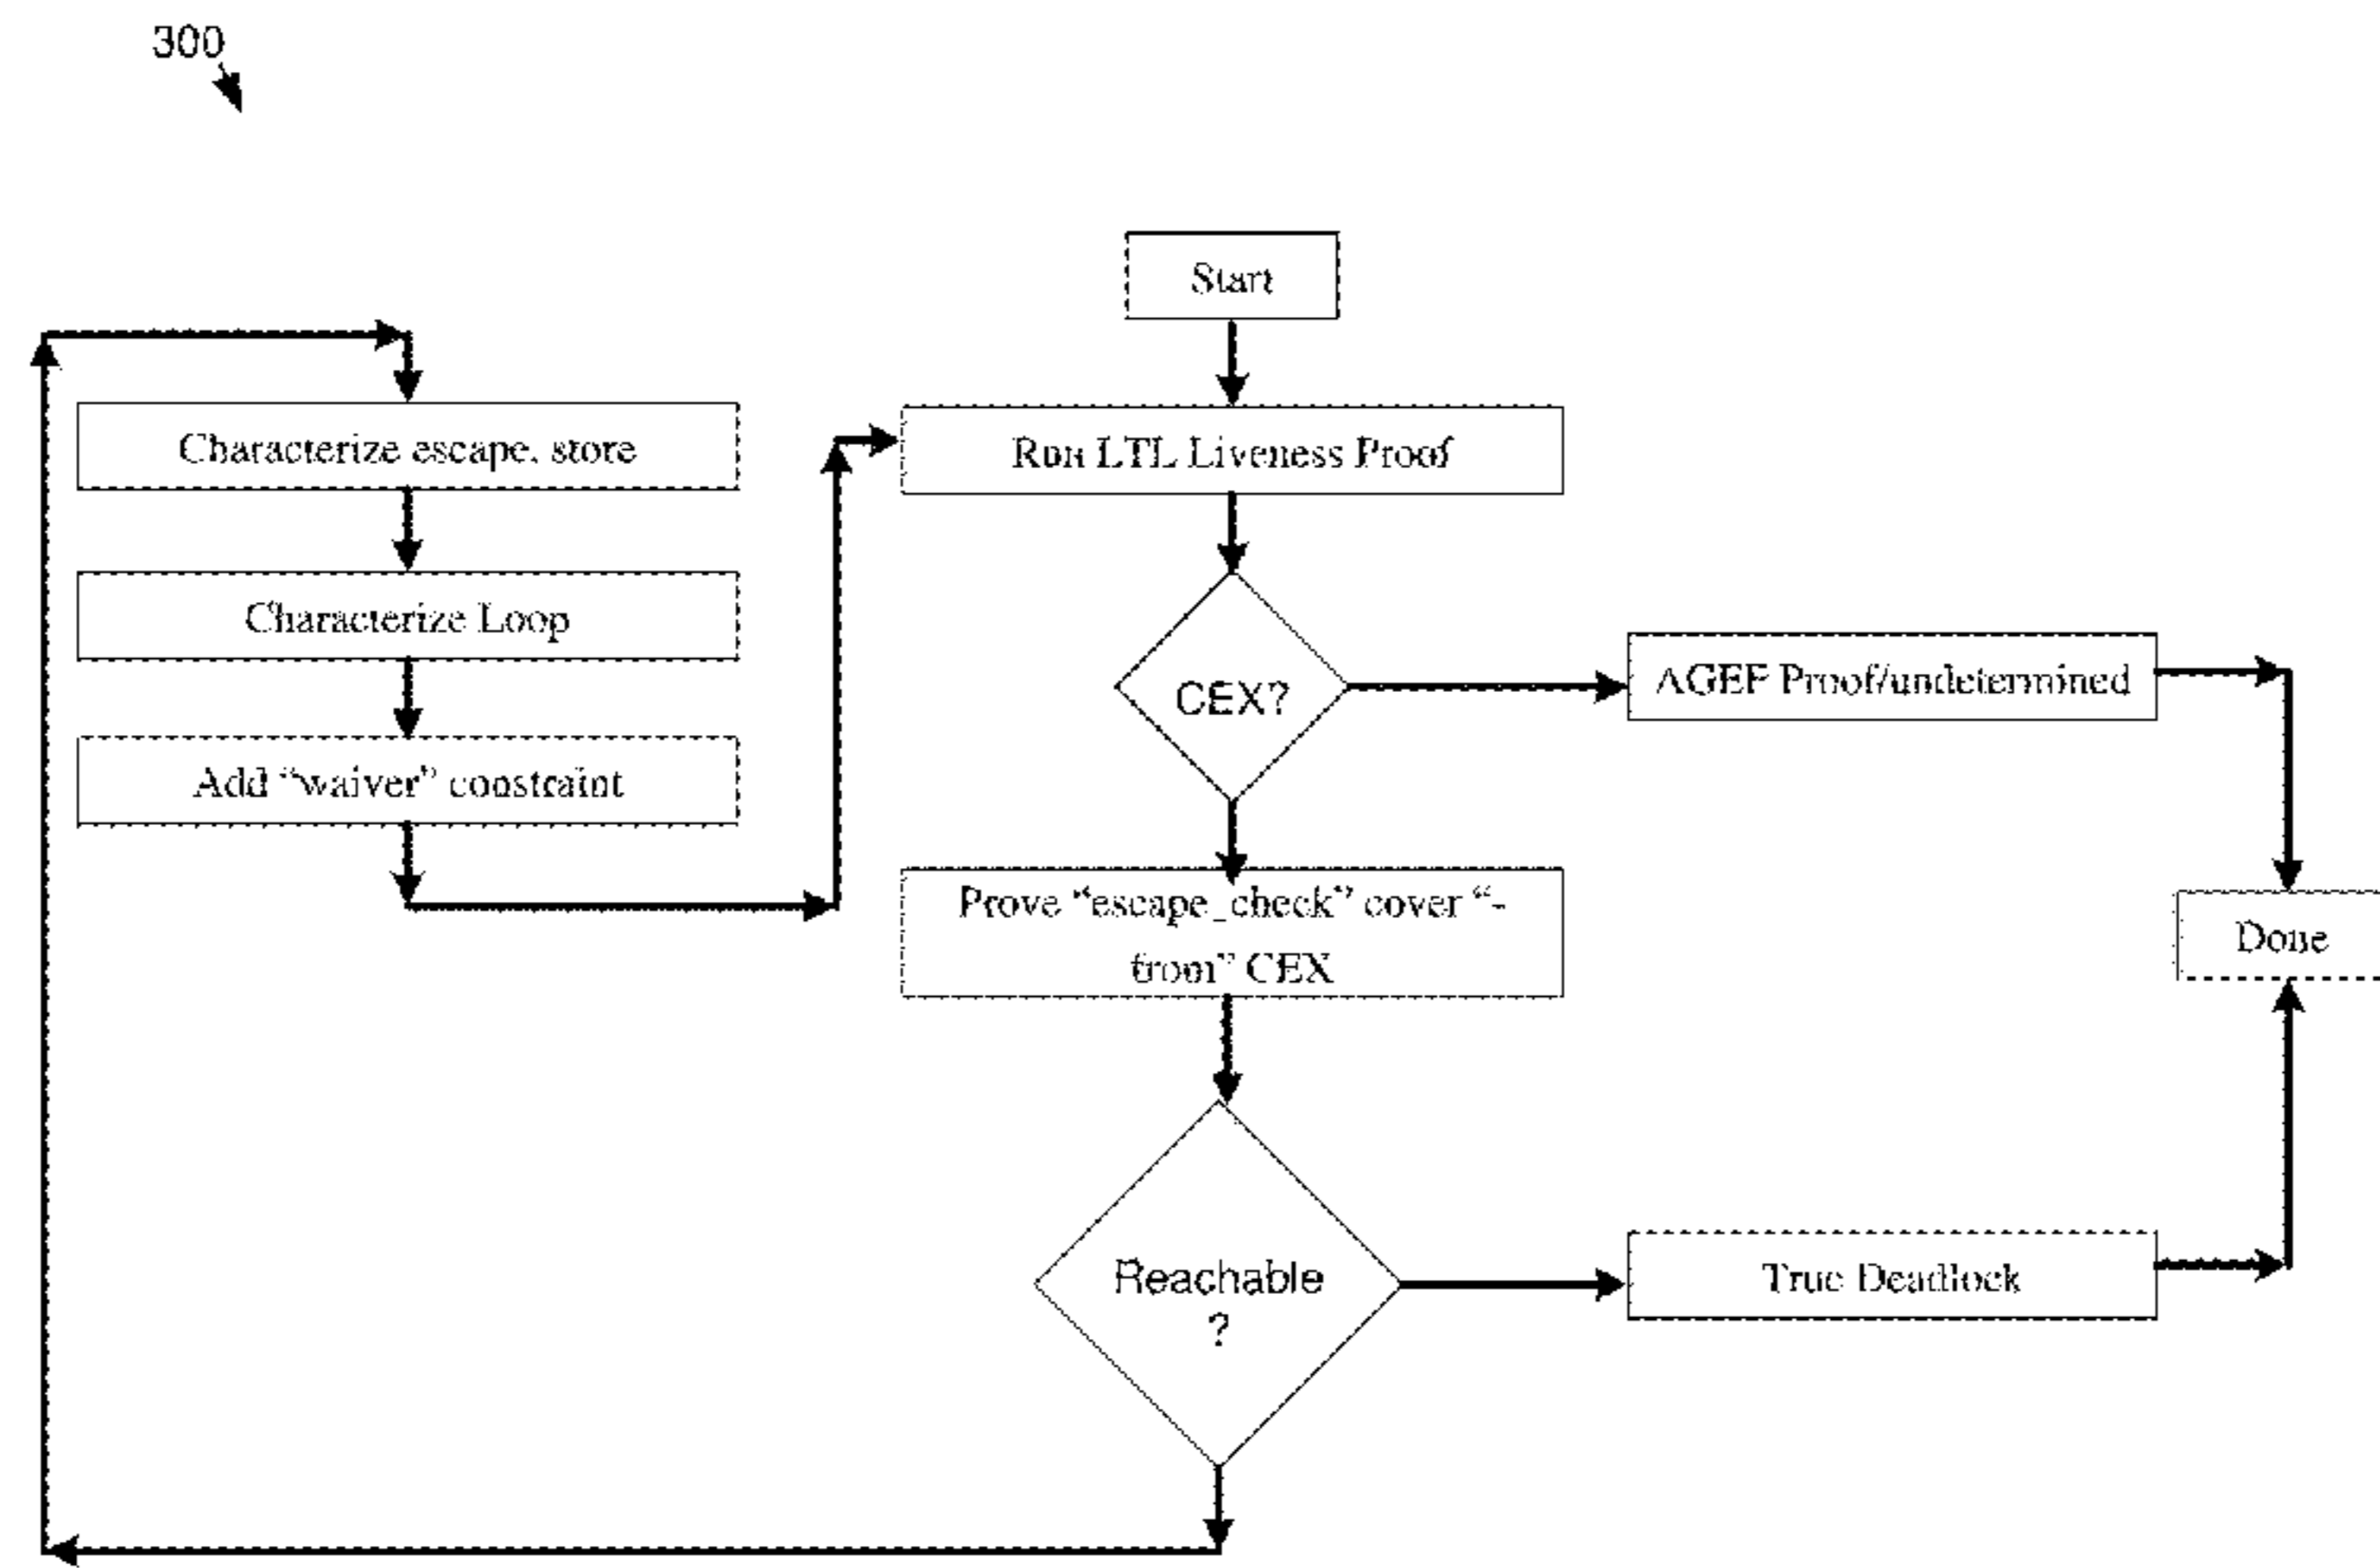 300
Start
Characterize escape, store
Run LTL Liveness Proof
Characterize Loop
CEX?
AGEF Proof/undetermined
Add “waiver” constraint
Prove “escape_check” cover “-
from” CEX
Done
Reachable
?
True Deadlock